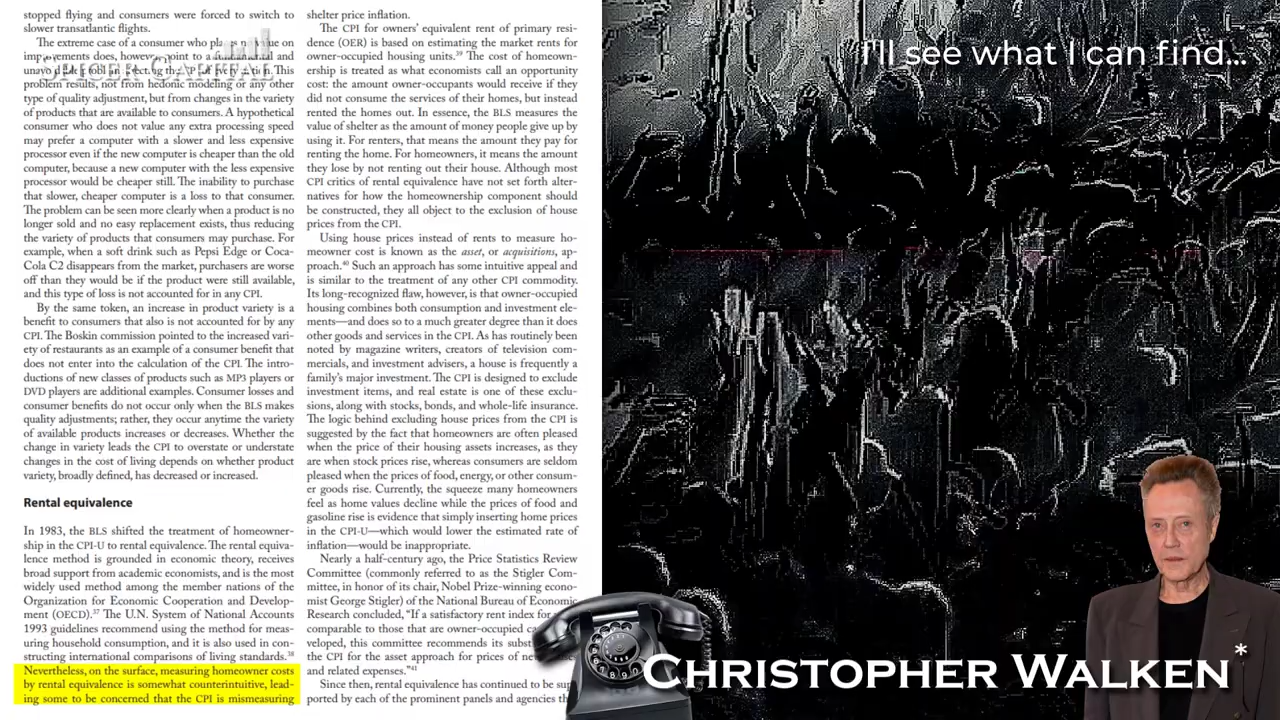 stopped flying and consumers were forced to switch to
slower transatlantic flights.
The extreme case of a consumer who
does, however, point to a and
This
problem results, not from hedonic modeling or any other
type of quality adjustment, but from changes in the variety
of products that are available to consumers. A hypothetical
consumer who does not value any extra processing speed
may prefer a computer with a slower and less expensive
processor even if the new computer is cheaper than the old
computer, because a new computer with the less expensive
processor would be cheaper still. The inability to purchase
that slower, cheaper computer is a loss to that consumer.
The problem can be seen more clearly when a product is no
longer sold and no easy replacement exists, thus reducing
the variety of products that consumers may purchase. For
example, when a soft drink such as Pepsi Edge or Coca-
Cola C2 disappears from the market, purchasers are worse
off than they would be if the product were still available,
and this type of loss is not accounted for in any CPI.
By the same token, an increase in product variety is a
benefit to consumers that also is not accounted for by any
CPI. The Boskin commission pointed to the increased vari-
ety of restaurants as an example of a consumer benefit that
does not enter into the calculation of the CPI. The intro-
ductions of new classes of products such as MP3 players or
DVD players are additional examples. Consumer losses and
consumer benefits do not occur only when the BLS makes
quality adjustments; rather, they occur anytime the variety
of available products increases or decreases. Whether the
change in variety leads the CPI to overstate or understate
changes in the cost of living depends on whether product
variety, broadly defined, has decreased or increased.
Rental equivalence
In 1983, the BLS shifted the treatment of homeowner-
ship in the CPI-U to rental equivalence. The rental equiva-
lence method is grounded in economic theory, receives
broad support from academic economists, and is the most
widely used method among the member nations of the
Organization for Economic Cooperation and Develop-
ment (OECD).37 The U.N. System of National Accounts
1993 guidelines recommend using the method for meas-
uring household consumption, and it is also used in con-
structing international comparisons of living standards.38
Nevertheless, on the surface, measuring homeowner costs
by rental equivalence is somewhat counterintuitive, lead-
ing some to be concerned that the CPI is mismeasuring
shelter price inflation.
The CPI for owners' equivalent rent of primary resi-
dence (OER) is based on estimating the market rents for
owner-occupied housing units.39 The cost of homeown-
ership is treated as what economists call an opportunity
cost: the amount owner-occupants would receive if they
did not consume the services of their homes, but instead
rented the homes out. In essence, the BLS measures the
value of shelter as the amount of money people give up by
using it. For renters, that means the amount they pay for
renting the home. For homeowners, it means the amount
they lose by not renting out their house. Although most
CPI critics of rental equivalence have not set forth alter-
natives for how the homeownership component should
be constructed, they all object to the exclusion of house
prices from the CPI.
Using house prices instead of rents to measure ho-
meowner cost is known as the asset, or acquisitions, ap-
proach.40 Such an approach has some intuitive appeal and
is similar to the treatment of any other CPI commodity.
Its long-recognized flaw, however, is that owner-occupied
housing combines both consumption and investment ele-
ments—and does so to a much greater degree than it does
other goods and services in the CPI. As has routinely been
noted by magazine writers, creators of television com-
mercials, and investment advisers, a house is frequently a
family's major investment. The CPI is designed to exclude
investment items, and real estate is one of these exclu-
sions, along with stocks, bonds, and whole-life insurance.
The logic behind excluding house prices from the CPI is
suggested by the fact that homeowners are often pleased
when the price of their housing assets increases, as they
are when stock prices rise, whereas consumers are seldom
pleased when the prices of food, energy, or other consum-
er goods rise. Currently, the squeeze many homeowners
feel as home values decline while the prices of food and
gasoline rise is evidence that simply inserting home prices
in the CPI-U—which would lower the estimated rate of
inflation—would be inappropriate.
Nearly a half-century ago, the Price Statistics Review
Committee (commonly referred to as the Stigler Com-
mittee, in honor of its chair, Nobel Prize-winning econo-
mist George Stigler) of the National Bureau of Economic
Research concluded, "If a satisfactory rent index for
comparable to those that are owner-occupied
veloped, this committee recommends its
the CPI for the asset approach for prices of
and related expenses."41
Since then, rental equivalence has continued to be sup-
ported by each of the prominent panels and agencies
SPICER CAPITAL
I'll see what I can find...
CHRISTOPHER WALKEN*